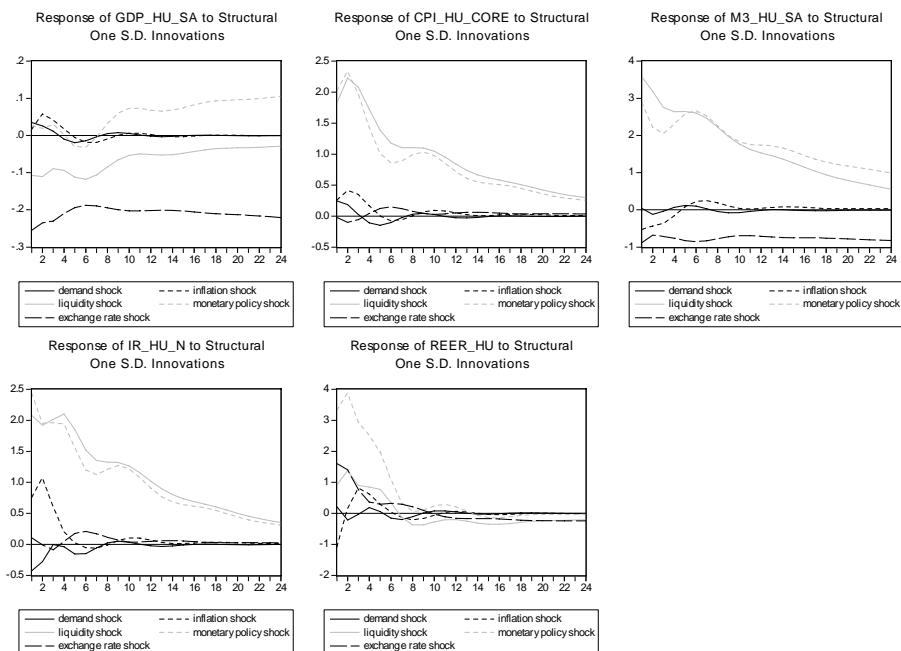 Response of GDP_HU_SA to Structural
One S.D. Innovations
.2
.1
.0
-.1
-.2
-.3
2 4 6 8 10 12 14 16 18 20 22 24
demand shock inflation shock
liquidity shock monetary policy shock
exchange rate shock
Response of CPI_HU_CORE to Structural
One S.D. Innovations
2.5
2.0
1.5
1.0
0.5
0.0
-0.5
2 4 6 8 10 12 14 16 18 20 22 24
demand shock inflation shock
liquidity shock monetary policy shock
exchange rate shock
Response of M3_HU_SA to Structural
One S.D. Innovations
4
3
2
1
0
-1
2 4 6 8 10 12 14 16 18 20 22 24
demand shock inflation shock
liquidity shock monetary policy shock
exchange rate shock
Response of IR_HU_N to Structural
One S.D. Innovations
2.5
2.0
1.5
1.0
0.5
0.0
-0.5
2 4 6 8 10 12 14 16 18 20 22 24
demand shock inflation shock
liquidity shock monetary policy shock
exchange rate shock
Response of REER_HU to Structural
One S.D. Innovations
4
3
2
1
0
-1
-2
2 4 6 8 10 12 14 16 18 20 22 24
demand shock inflation shock
liquidity shock monetary policy shock
exchange rate shock